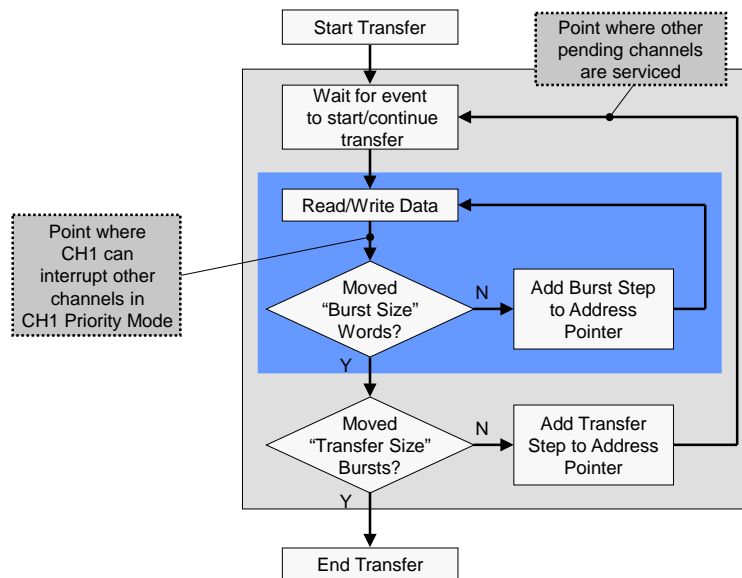 Start Transfer
Point where other
pending channels
are serviced
Wait for event
to start/continue
transfer
Read/Write Data
Point where
CH1 can
interrupt other
channels in
CH1 Priority Mode
Moved
“Burst Size”
Words?
N
Add Burst Step
to Address
Pointer
Y
Moved
“Transfer Size”
Bursts?
N
Add Transfer
Step to Address
Pointer
Y
End Transfer